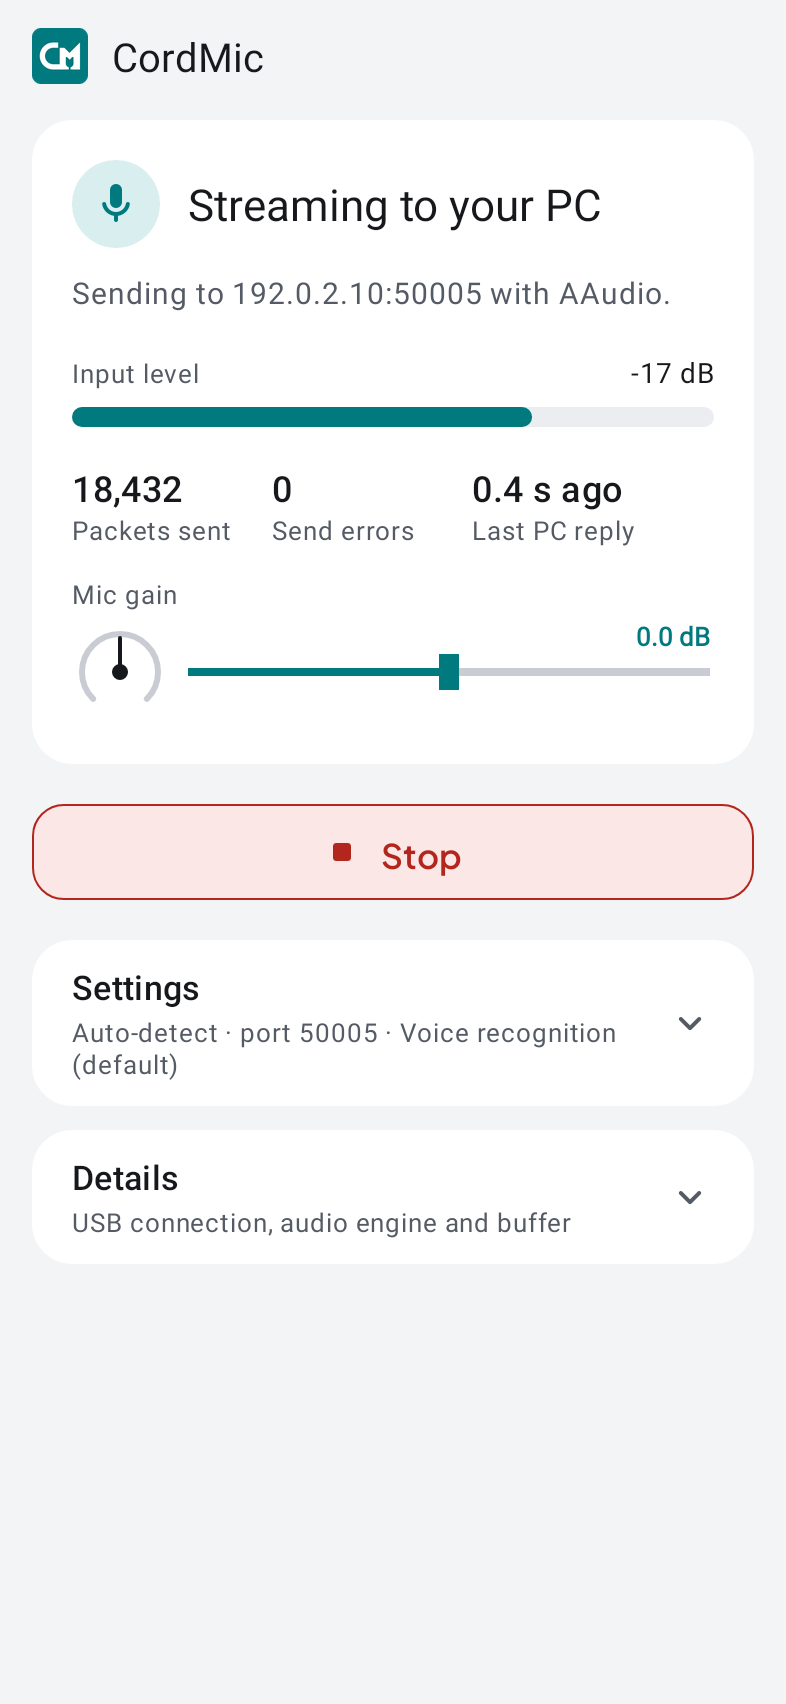 CM CordMic
Streaming to your PC
Sending to 192.0.2.10:50005 with AAudio.
Input level -17 dB
18,432 0 0.4 s ago
Packets sent Send errors Last PC reply
Mic gain
0.0 dB
Stop
Settings
Auto-detect · port 50005 · Voice recognition
(default)
Details
USB connection, audio engine and buffer